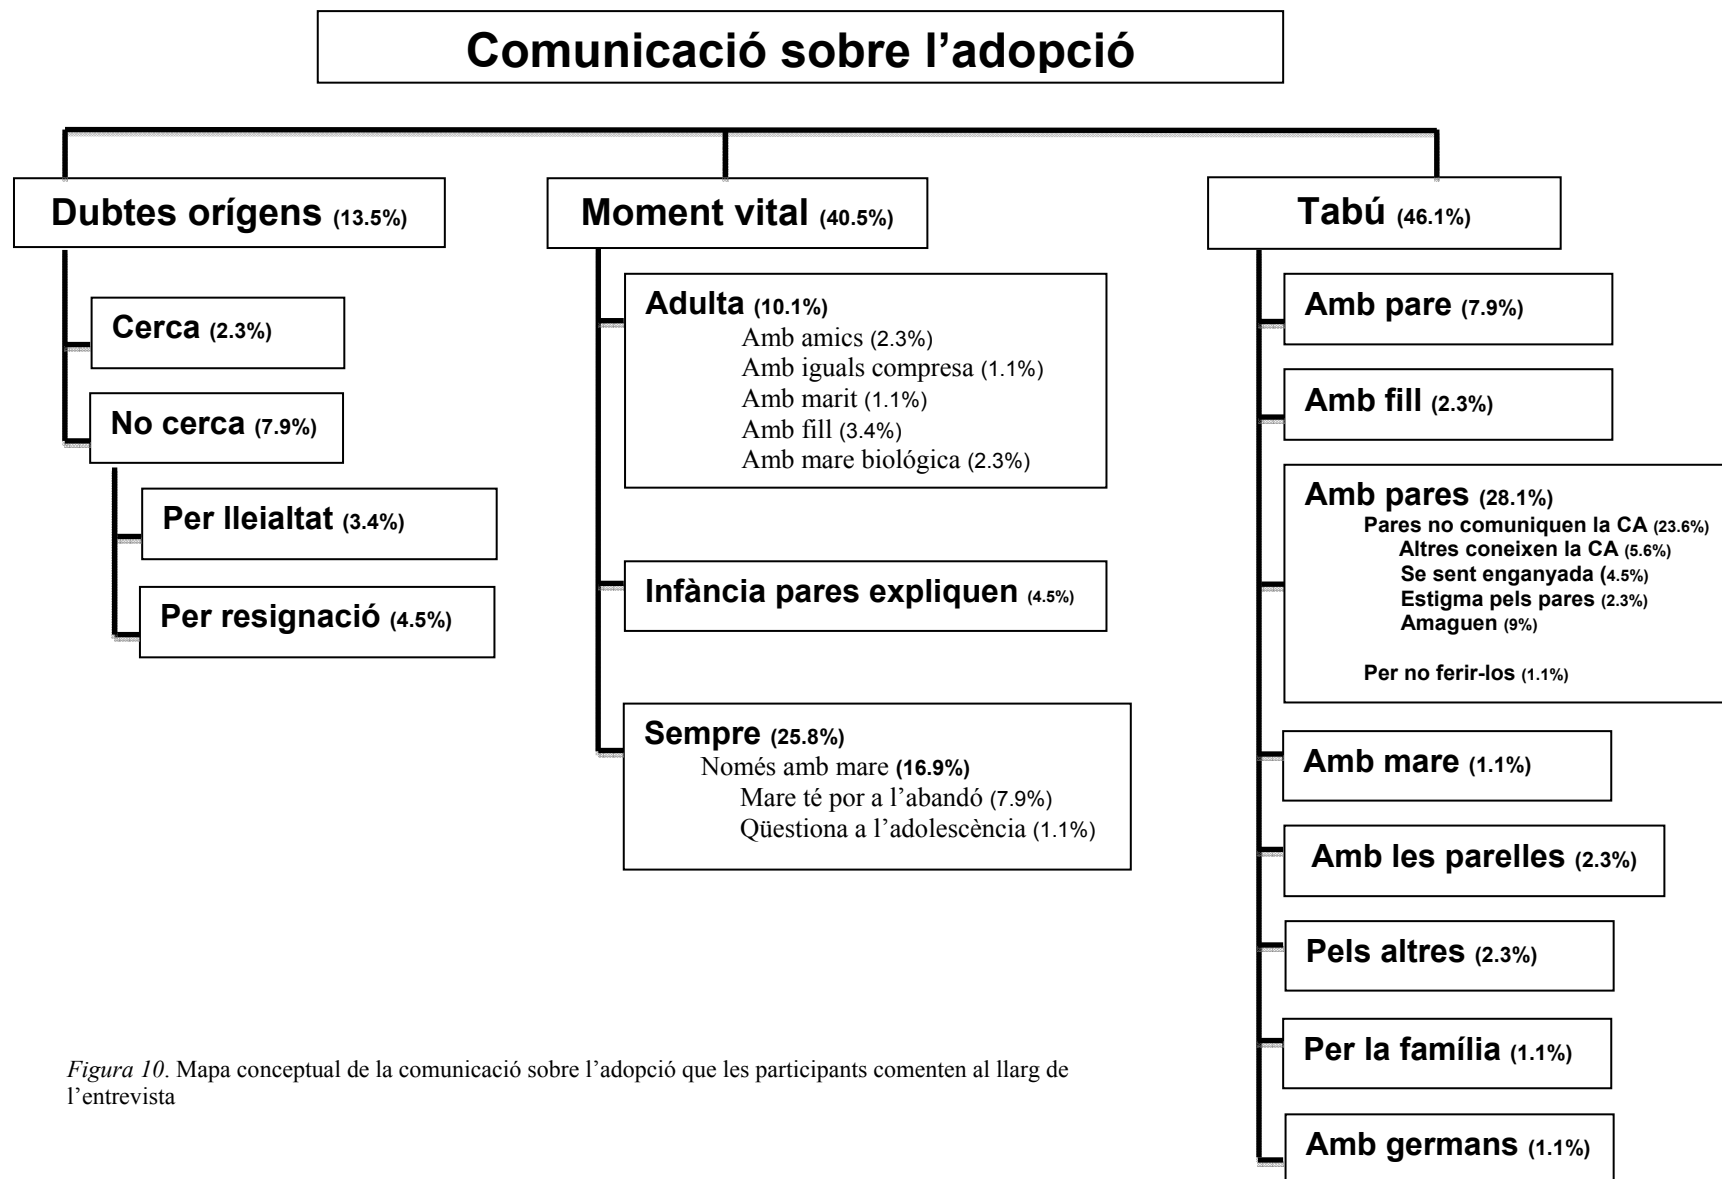 Comunicació sobre l’adopció
Dubtes orígens (13.5%)
Cerca (2.3%)
No cerca (7.9%)
Per lleialtat (3.4%)
Per resignació (4.5%)
Moment vital (40.5%)
Adulta (10.1%)
Amb amics (2.3%)
Amb iguals compresa (1.1%)
Amb marit (1.1%)
Amb fill (3.4%)
Amb mare biológica (2.3%)
Infància pares expliquen (4.5%)
Sempre (25.8%)
Només amb mare (16.9%)
Mare té por a l’abandó (7.9%)
Qüestiona a l’adolescència (1.1%)
Tabú (46.1%)
Amb pare (7.9%)
Amb fill (2.3%)
Amb pares (28.1%)
Pares no comuniquen la CA (23.6%)
Altres coneixen la CA (5.6%)
Se sent enganyada (4.5%)
Estigma pels pares (2.3%)
Amaguen (9%)
Per no ferir-los (1.1%)
Amb mare (1.1%)
Amb les parelles (2.3%)
Pels altres (2.3%)
Per la família (1.1%)
Amb germans (1.1%)
Figura 10. Mapa conceptual de la comunicació sobre l’adopció que les participants comenten al llarg de
l’entrevista